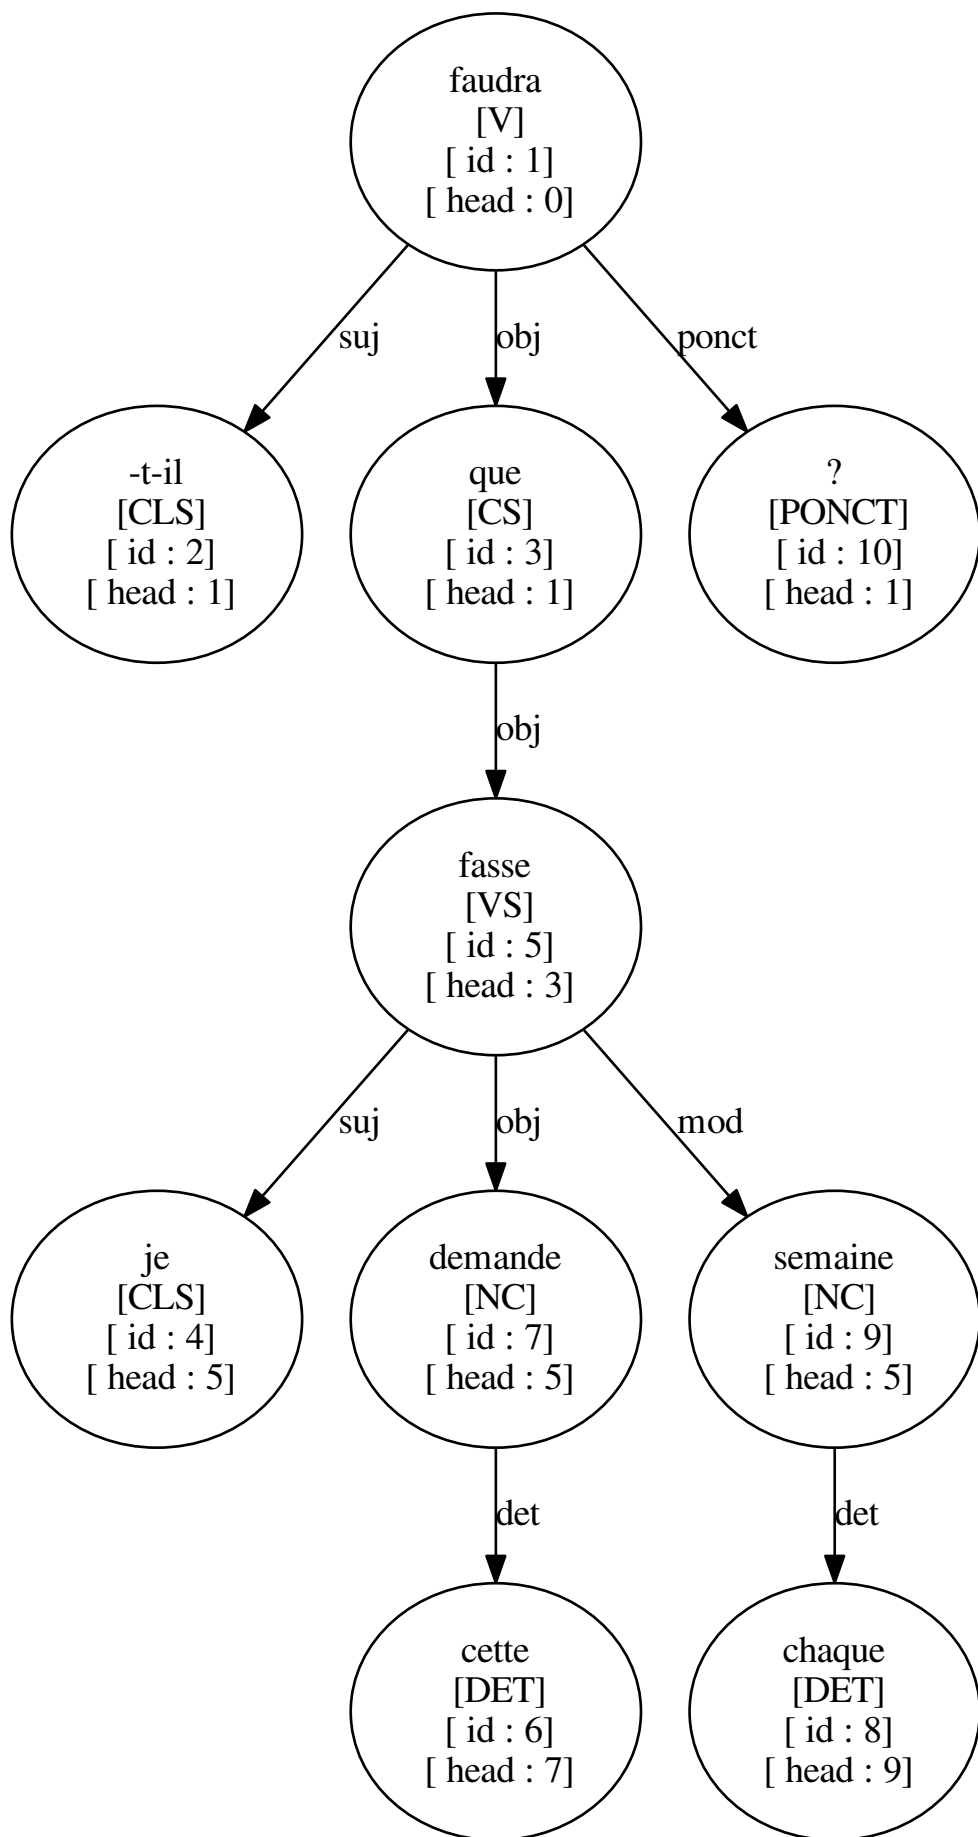 faudra
[V]
[ id : 1]
[ head : 0]
suj
obj
ponct
-t-il
[CLS]
[ id : 2]
[ head : 1]
que
[CS]
[ id : 3]
[ head : 1]
?
[PONCT]
[ id : 10]
[ head : 1]
obj
fasse
[VS]
[ id : 5]
[ head : 3]
suj
obj
mod
je
[CLS]
[ id : 4]
[ head : 5]
demande
[NC]
[ id : 7]
[ head : 5]
semaine
[NC]
[ id : 9]
[ head : 5]
det
det
cette
[DET]
[ id : 6]
[ head : 7]
chaque
[DET]
[ id : 8]
[ head : 9]